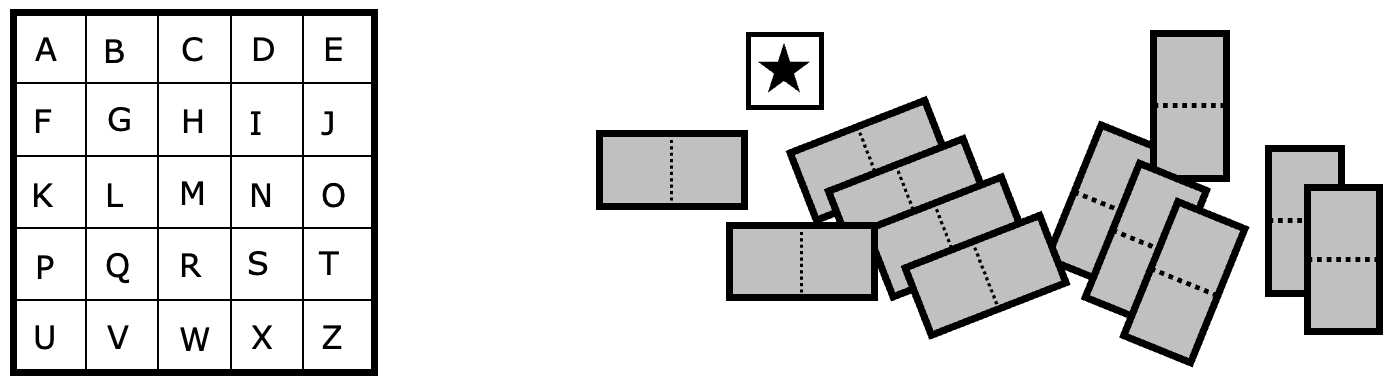 A B C D E
F G H I J
K L M N O
P Q R S T
U V W X Z